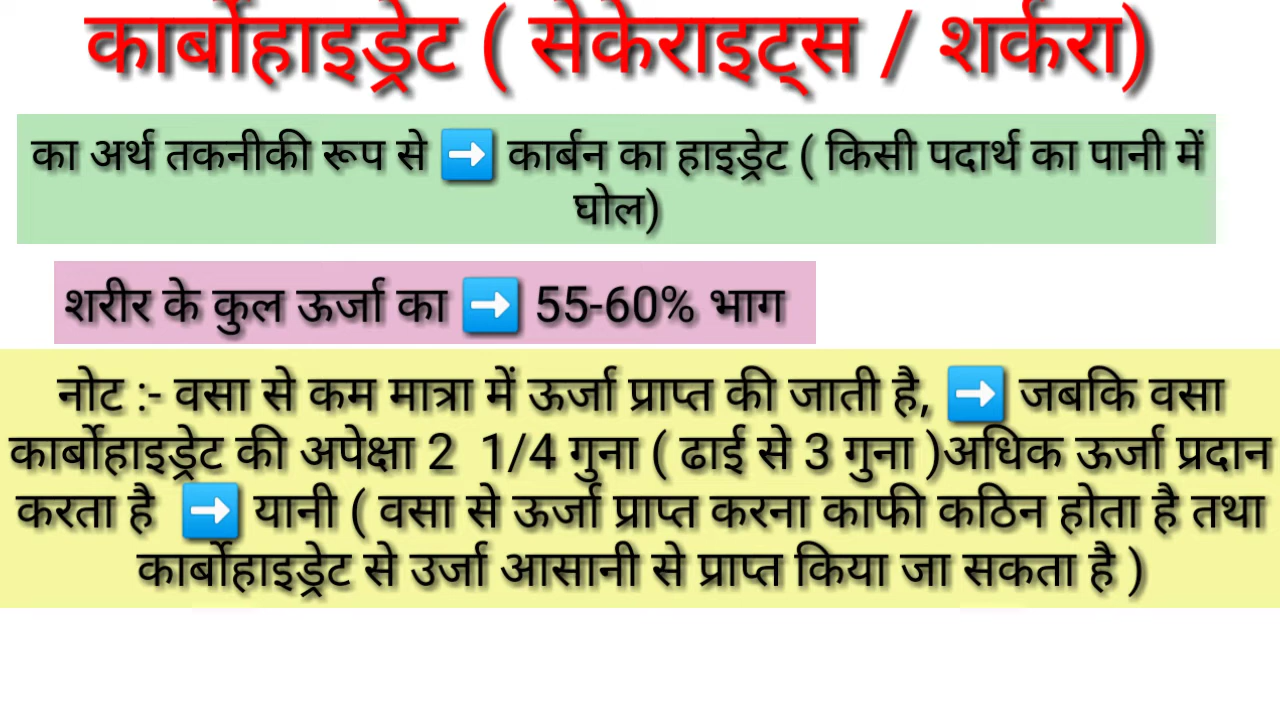 कार्बोहाइड्रेट ( सेकेराइट्स / शर्करा)
का अर्थ तकनीकी रूप से ➡ कार्बन का हाइड्रेट ( किसी पदार्थ का पानी में
घोल)
शरीर के कुल ऊर्जा का ➡ 55-60% भाग
नोट :- वसा से कम मात्रा में ऊर्जा प्राप्त की जाती है, ➡ जबकि वसा
कार्बोहाइड्रेट की अपेक्षा 2 1/4 गुना ( ढाई से 3 गुना )अधिक ऊर्जा प्रदान
करता है ➡ यानी ( वसा से ऊर्जा प्राप्त करना काफी कठिन होता है तथा
कार्बोहाइड्रेट से उर्जा आसानी से प्राप्त किया जा सकता है )